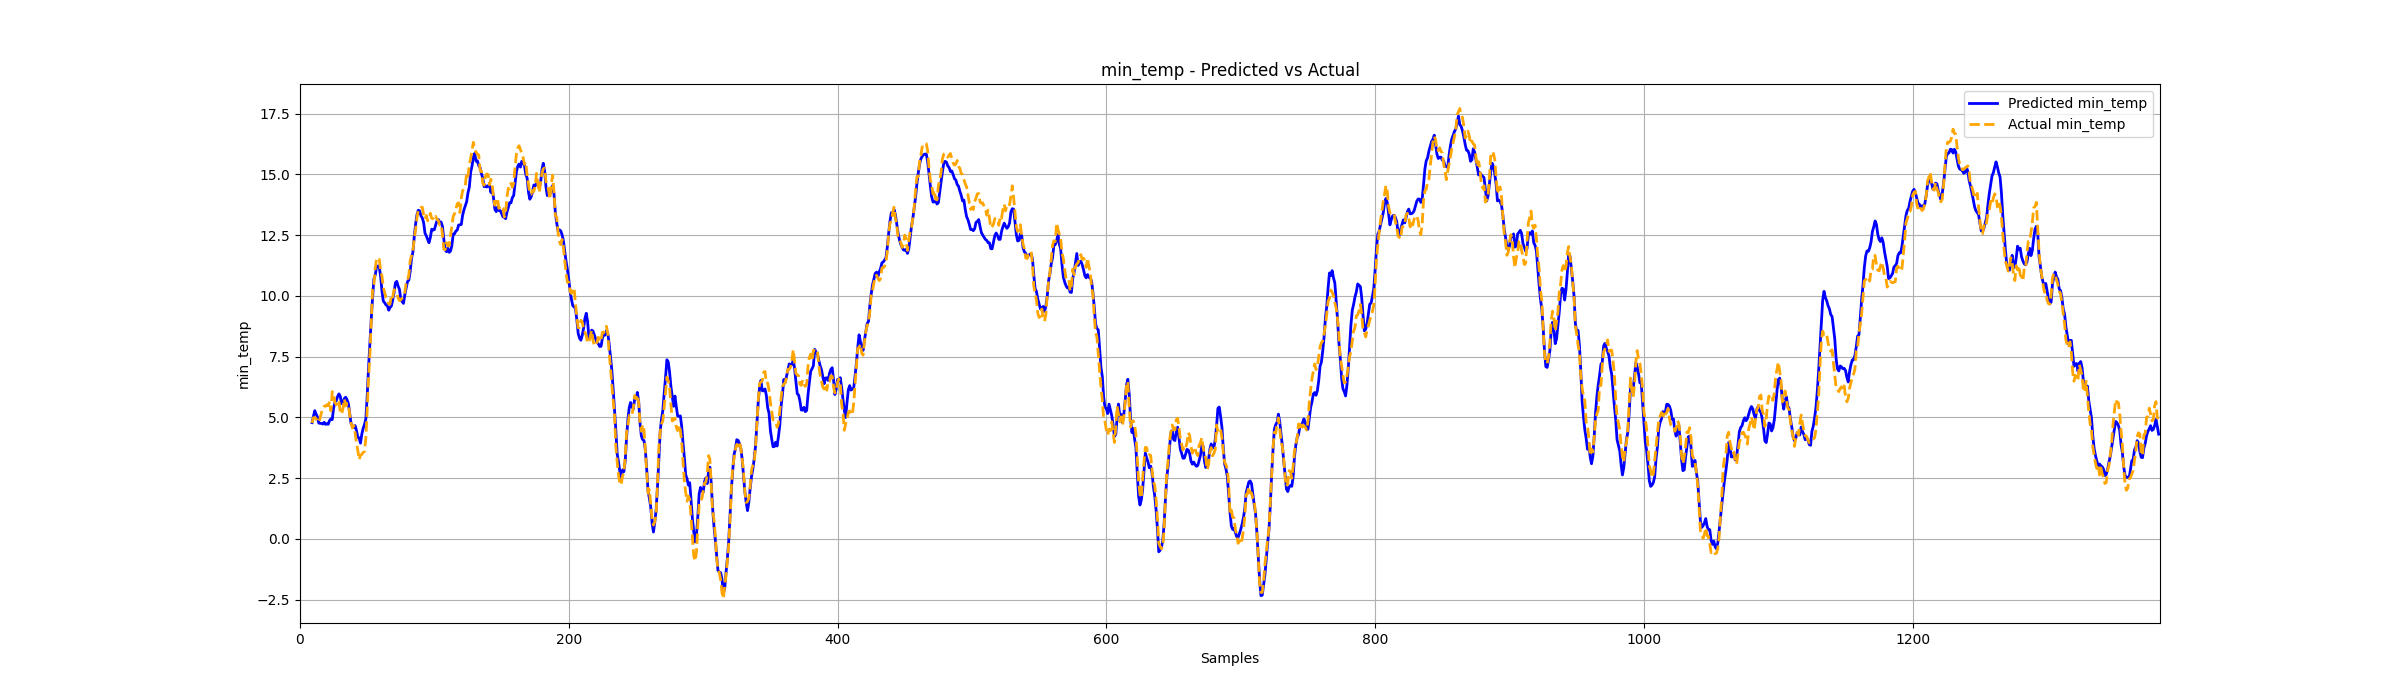 min_temp - Predicted vs Actual
Predicted min_temp
Actual min_temp
17.5
15.0
12.5
10.0
7.5
5.0
2.5
0.0
−2.5
min_temp
0 200 400 600 800 1000 1200
Samples